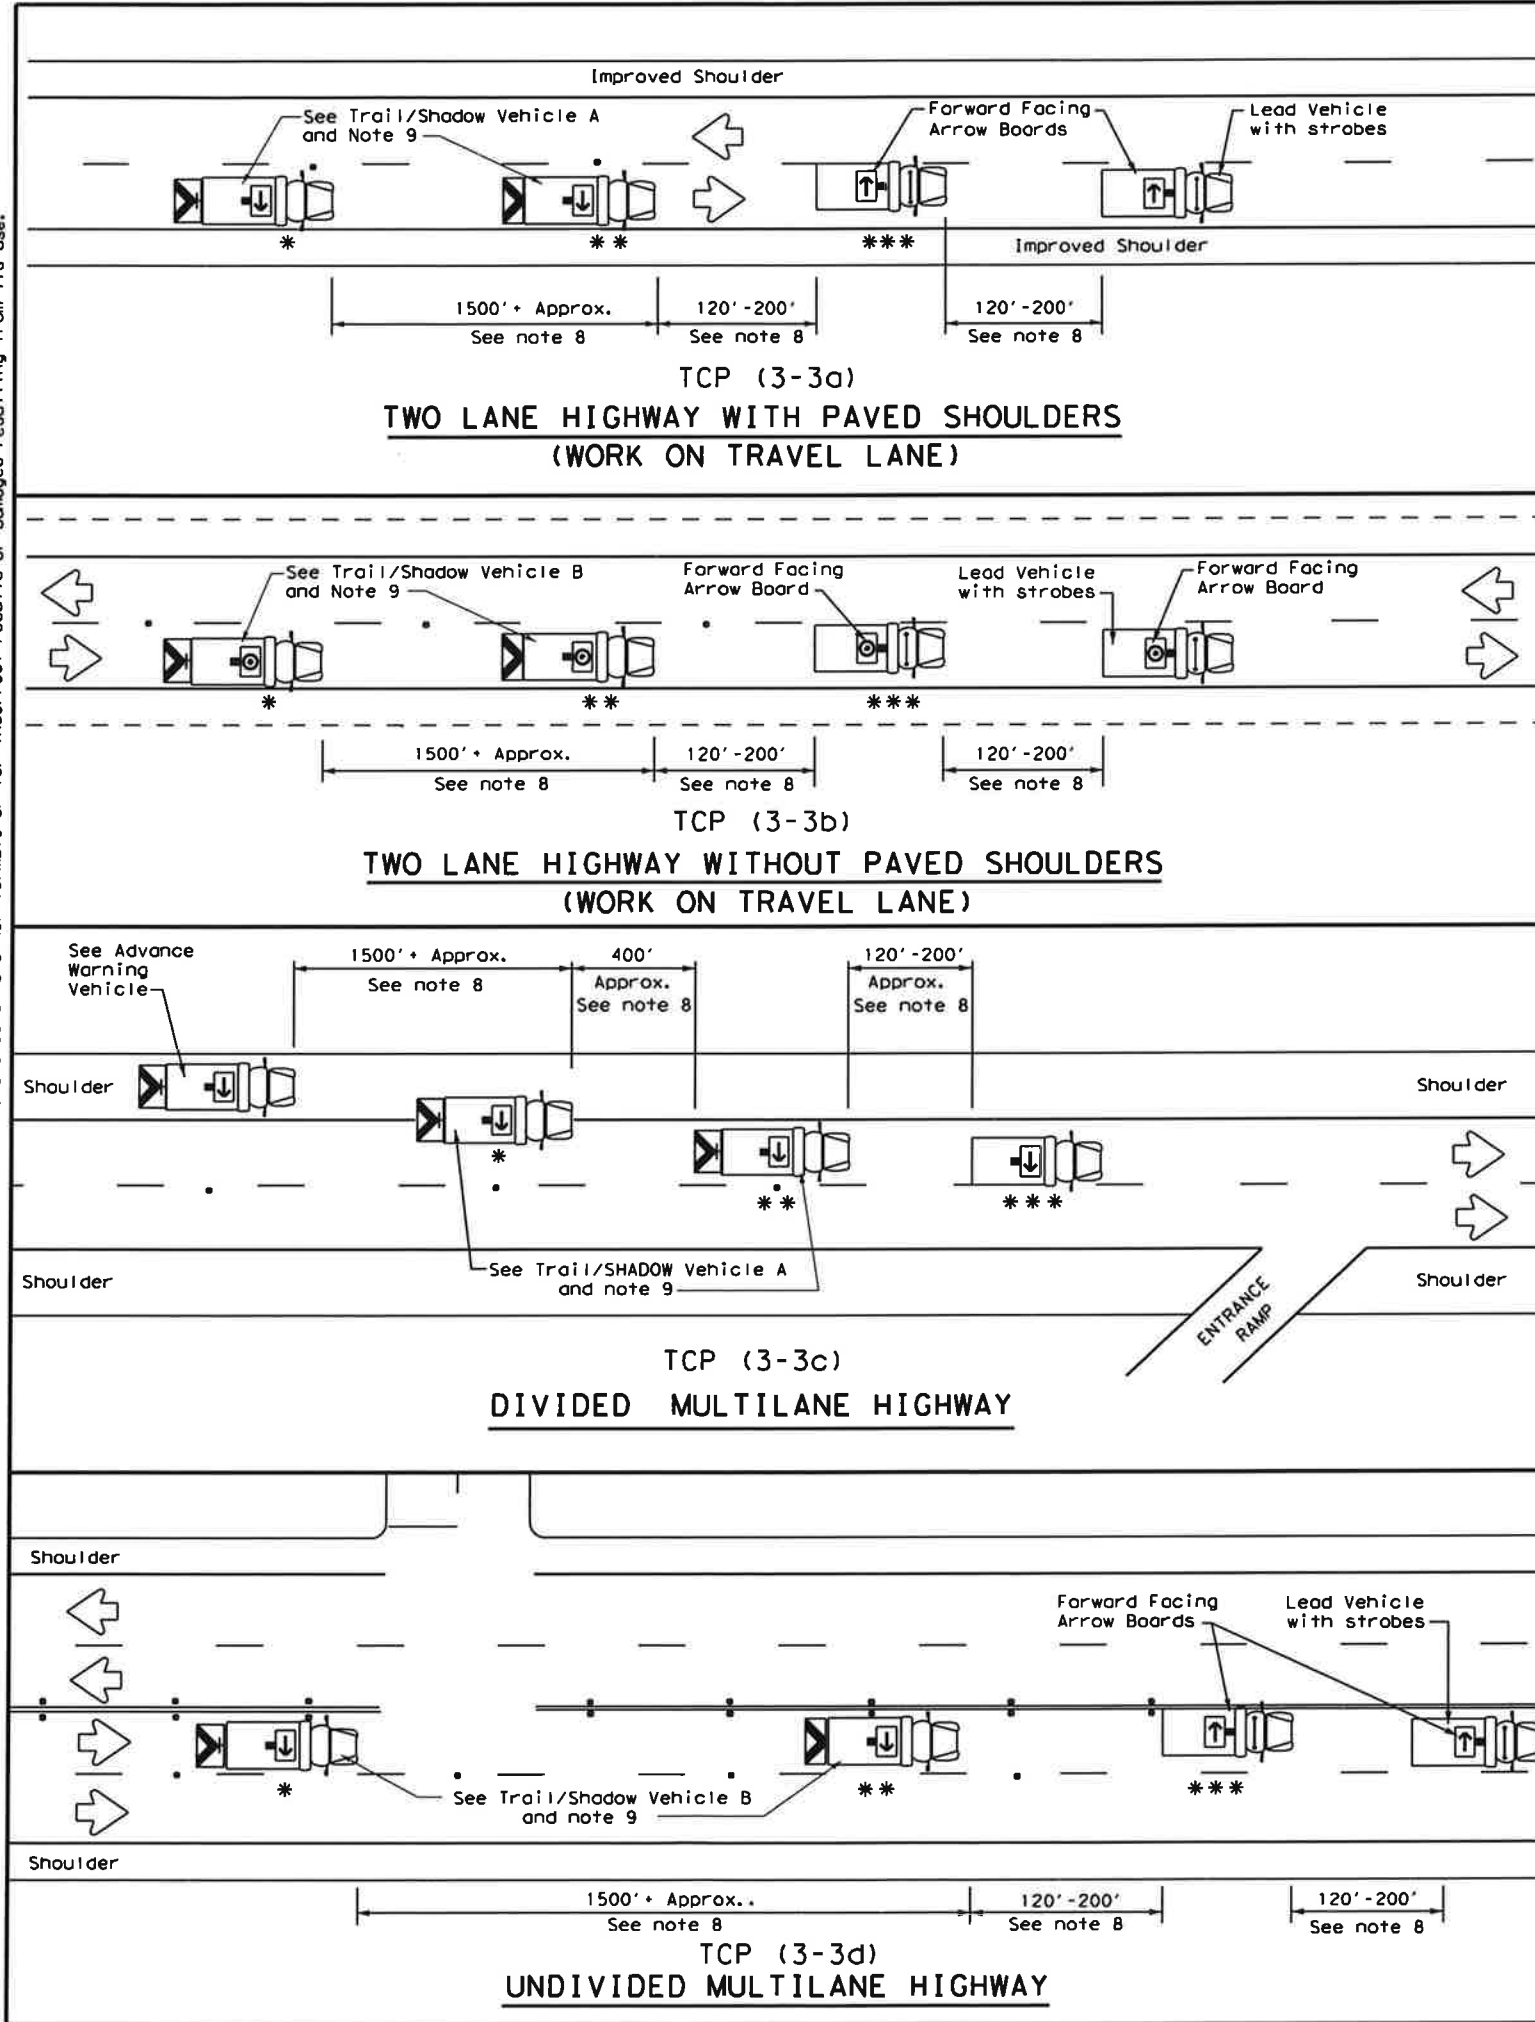 Improved Shoulder
See Trail/Shadow Vehicle A
and Note 9
Forward Facing
Arrow Boards
Lead Vehicle
with strobes
*
**
***
Improved Shoulder
1500'+ Approx.
See note 8
120'-200'
See note 8
120'-200'
See note 8
TCP (3-3a)
TWO LANE HIGHWAY WITH PAVED SHOULDERS
(WORK ON TRAVEL LANE)
See Trail/Shadow Vehicle B
and Note 9
Forward Facing
Arrow Board
Lead Vehicle
with strobes
Forward Facing
Arrow Board
*
**
***
1500'+ Approx.
See note 8
120'-200'
See note 8
120'-200'
See note 8
TCP (3-3b)
TWO LANE HIGHWAY WITHOUT PAVED SHOULDERS
(WORK ON TRAVEL LANE)
See Advance
Warning
Vehicle
1500'+ Approx.
See note 8
400'
Approx.
See note 8
120'-200'
Approx.
See note 8
Shoulder
Shoulder
*
**
***
See Trail/SHADOW Vehicle A
and note 9
Shoulder
Shoulder
ENTRANCE
RAMP
TCP (3-3c)
DIVIDED MULTILANE HIGHWAY
Shoulder
Forward Facing
Arrow Boards
Lead Vehicle
with strobes
*
**
***
See Trail/Shadow Vehicle B
and note 9
Shoulder
1500'+ Approx..
See note 8
120'-200'
See note 8
120'-200'
See note 8
TCP (3-3d)
UNDIVIDED MULTILANE HIGHWAY